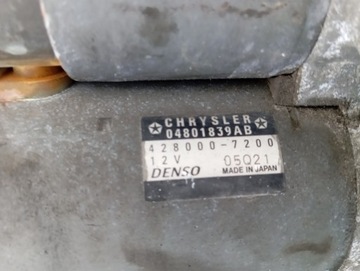 CHRYSLER
04801839AB
428000-7200
12V 05Q21
DENSO MADE IN JAPAN